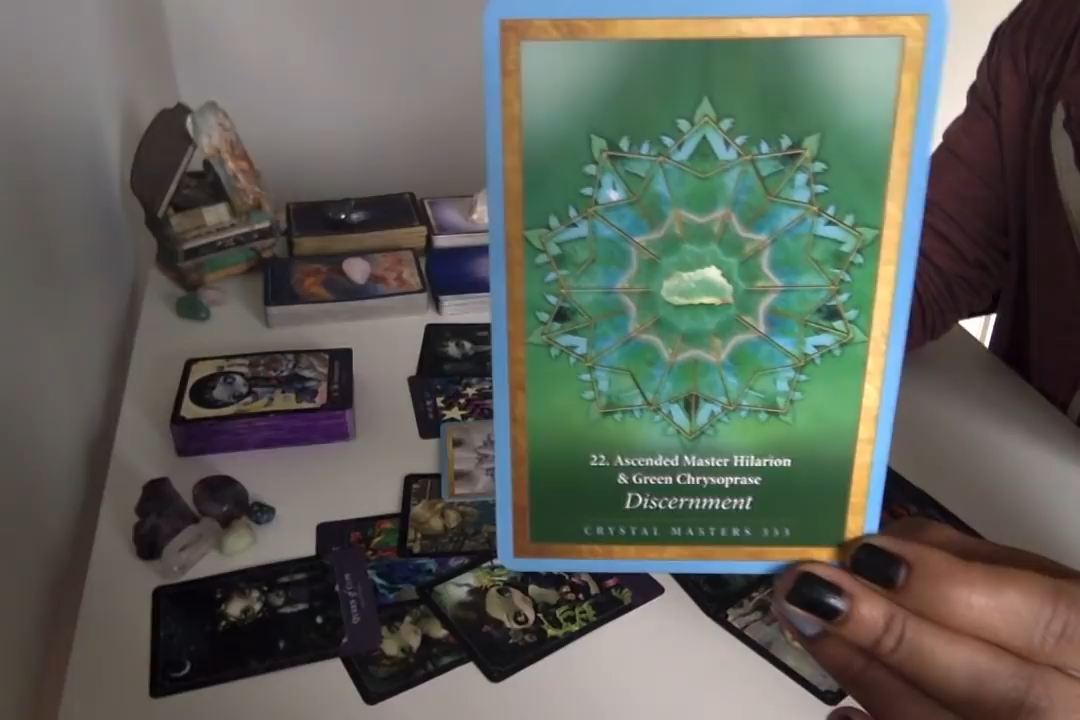 22. Ascended Master Hilarion
& Green Chrysoprase
Discernment
CRYSTAL MASTERS 333